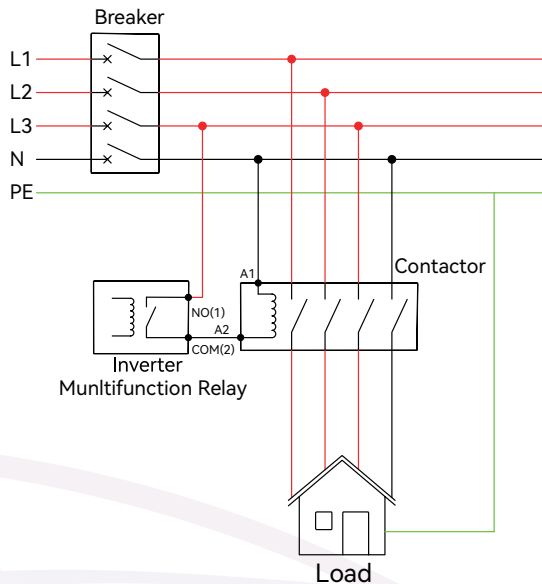 Breaker
L1
L2
L3
N
PE
A1
Contactor
NO(1)
A2
COM(2)
Inverter
Munltifunction Relay
Load